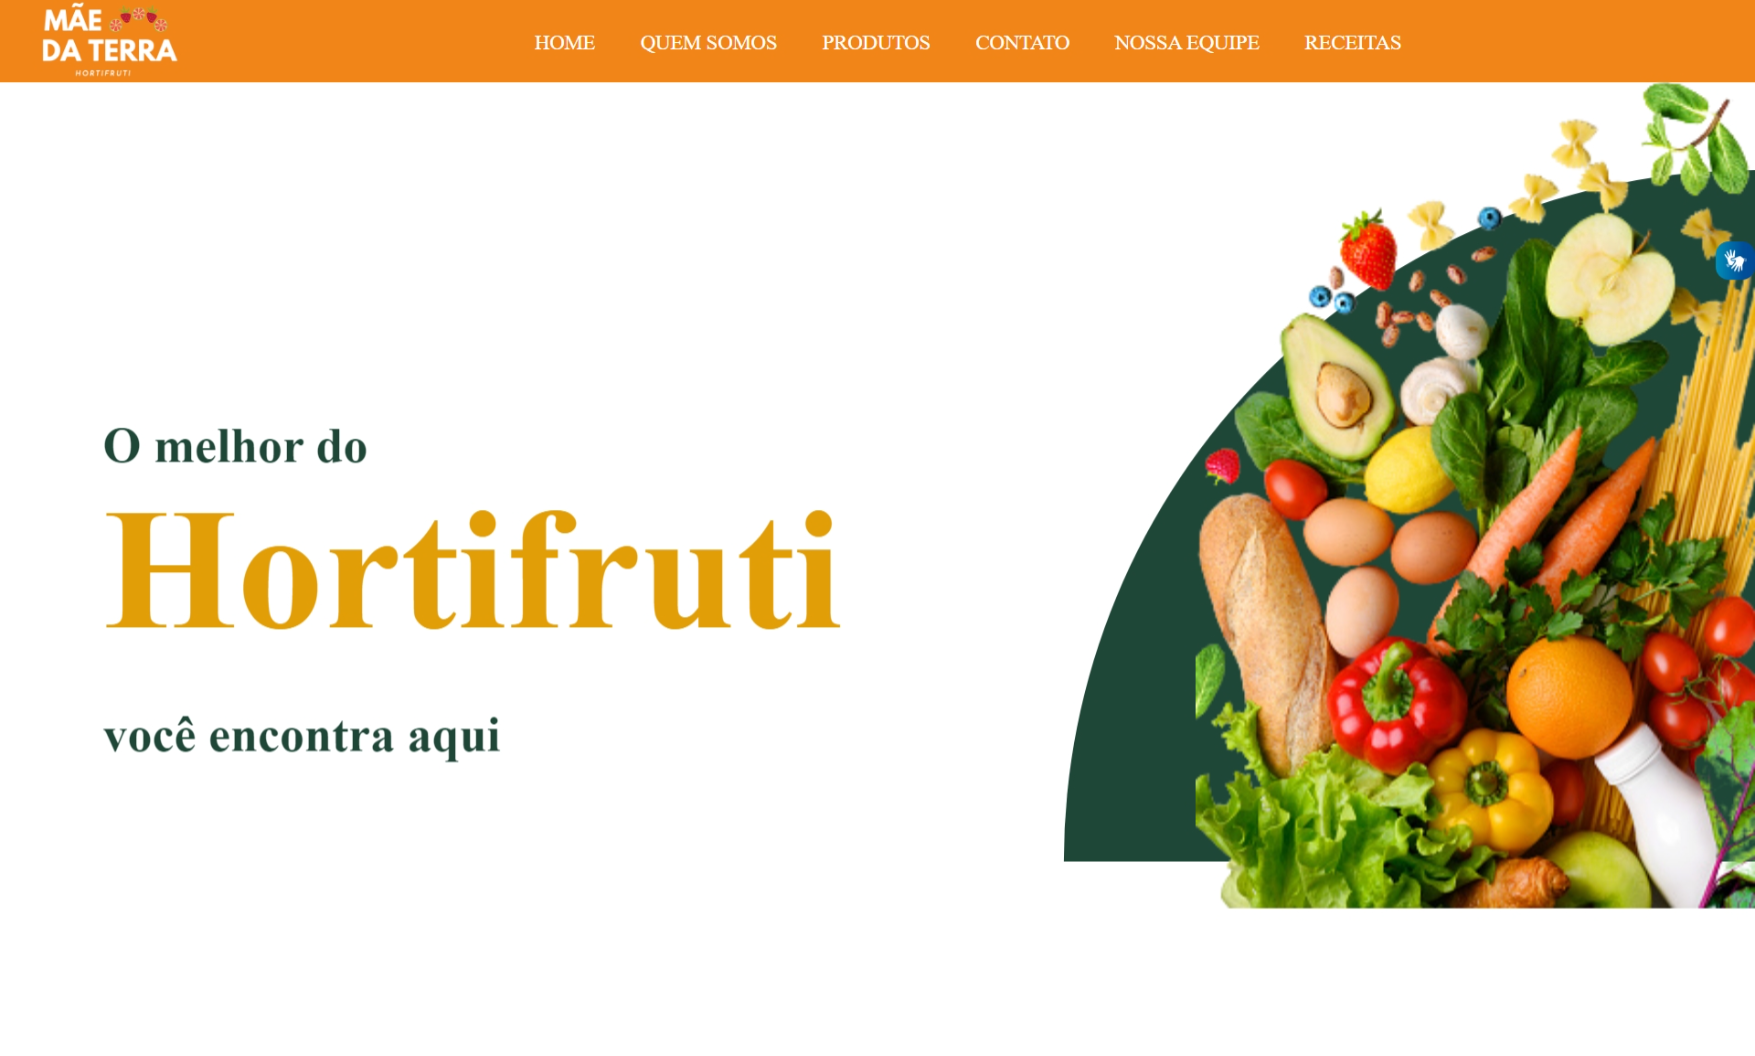 MÃE
DA TERRA
HORTIFRUTI
HOME QUEM SOMOS PRODUTOS CONTATO NOSSA EQUIPE RECEITAS
O melhor do
Hortifruti
você encontra aqui